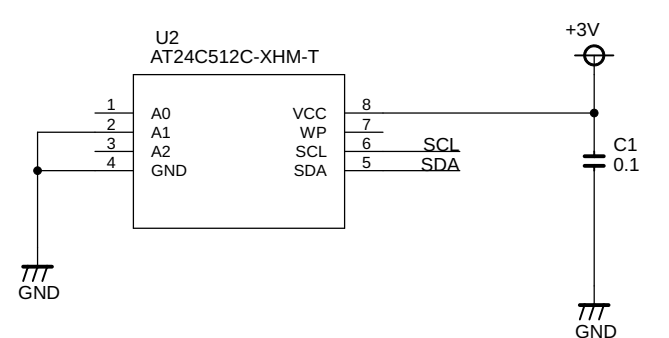 +3V
U2
AT24C512C-XHM-T
1 A0 VCC 8
2 A1 WP 7
3 A2 SCL 6 SCL
4 GND SDA 5 SDA
C1
0.1
GND
GND